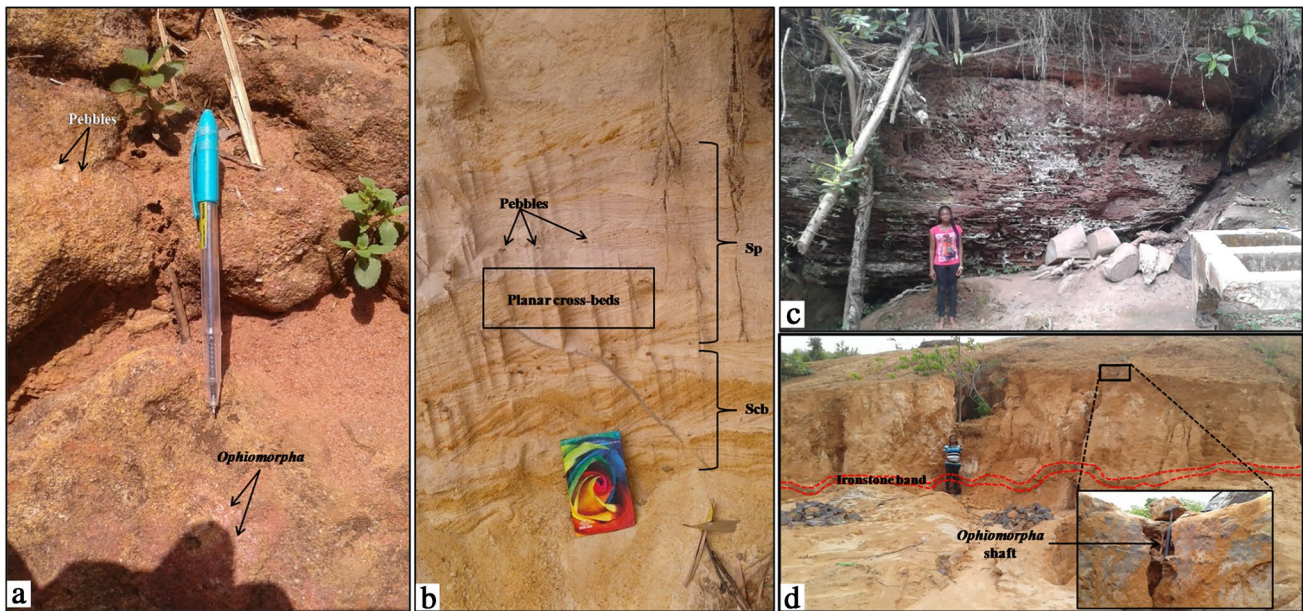 Pebbles
Ophiomorpha
a
Pebbles
Planar cross-beds
Sp
Scb
b
c
Ironstone band
Ophiomorpha
shaft
d